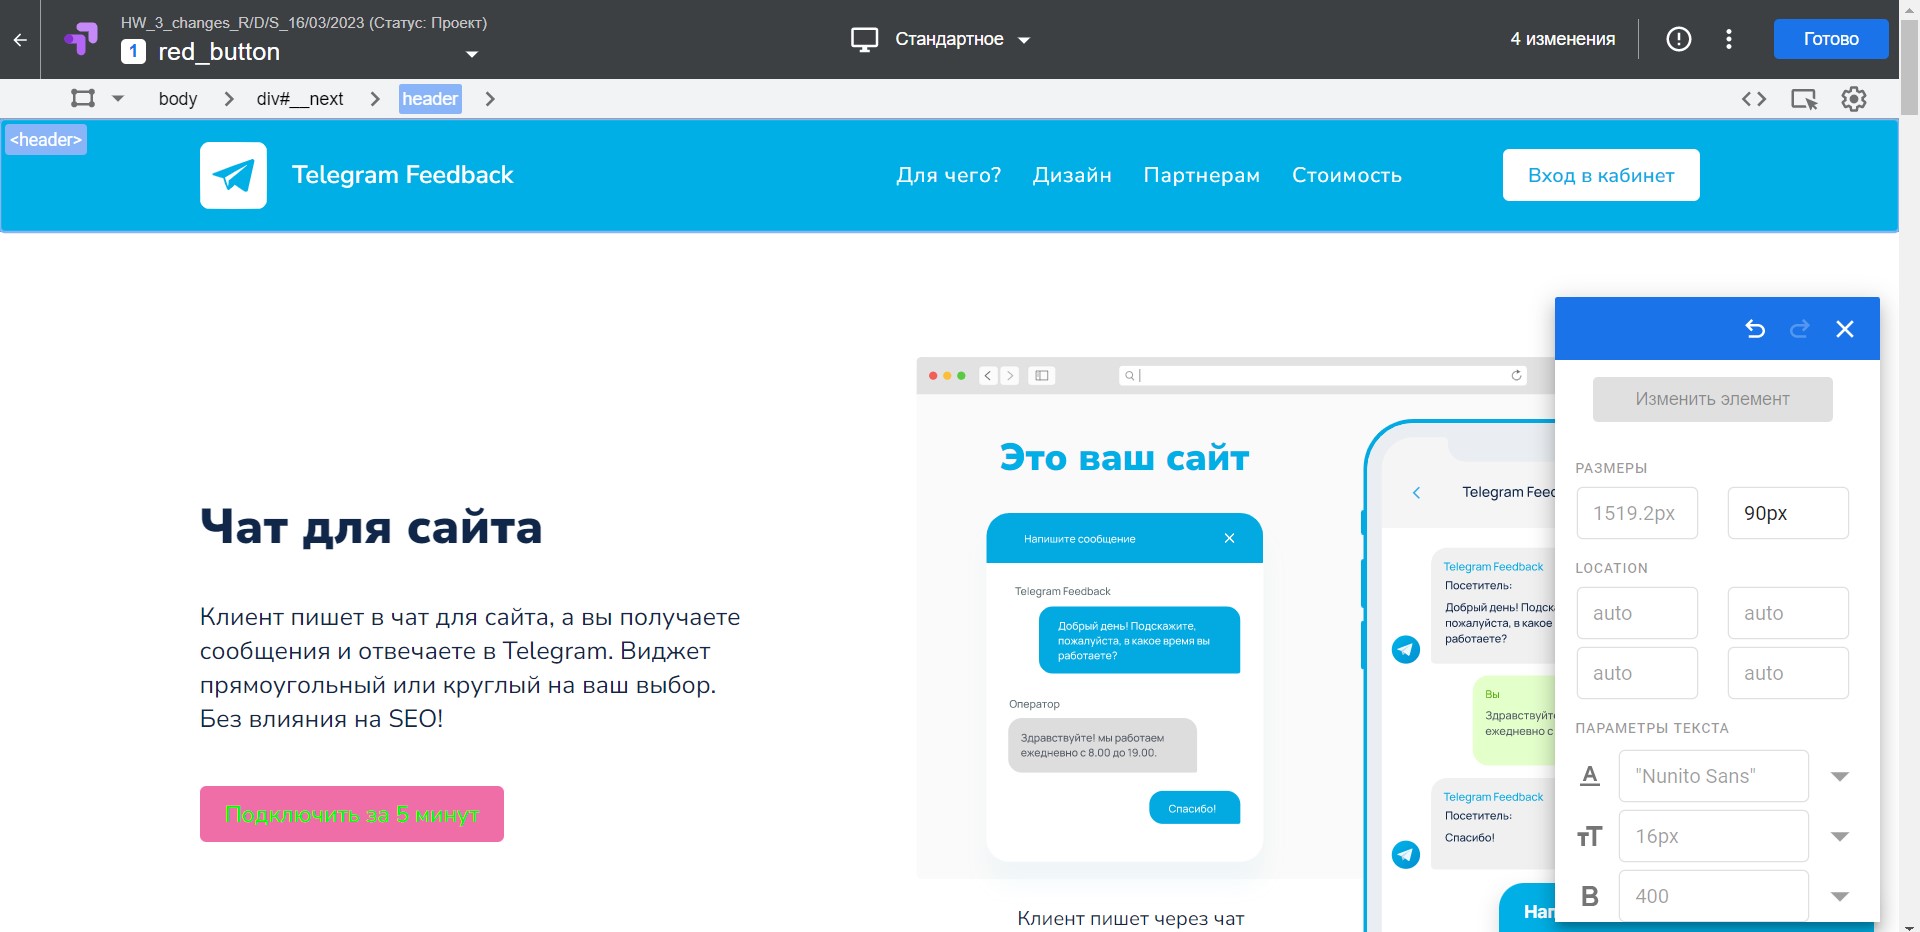 HW_3_changes_R/D/S_16/03/2023 (Статус: Проект)
1 red_button
Стандартное
4 изменения
Готово
body
div#__next
header
<header>
Telegram Feedback
Для чего?
Дизайн
Партнерам
Стоимость
Вход в кабинет
Чат для сайта
Клиент пишет в чат для сайта, а вы получаете
сообщения и отвечаете в Telegram. Виджет
прямоугольный или круглый на ваш выбор.
Без влияния на SEO!
Подключить за 5 минут
Это ваш сайт
Напишите сообщение
Telegram Feedback
Добрый день! Подскажите,
пожалуйста, в какое время вы
работаете?
Оператор
Здравствуйте! мы работаем
ежедневно с 8.00 до 19.00.
Спасибо!
Клиент пишет через чат
Telegram Feec
Telegram Feedback
Посетитель:
Добрый день! Подск
пожалуйста, в какое
работаете?
Вы
Здравствуйт
ежедневно с
Telegram Feedback
Посетитель:
Спасибо!
Нап
Изменить элемент
РАЗМЕРЫ
1519.2px
90px
LOCATION
auto
auto
auto
auto
ПАРАМЕТРЫ ТЕКСТА
A "Nunito Sans"
тТ 16px
B 400